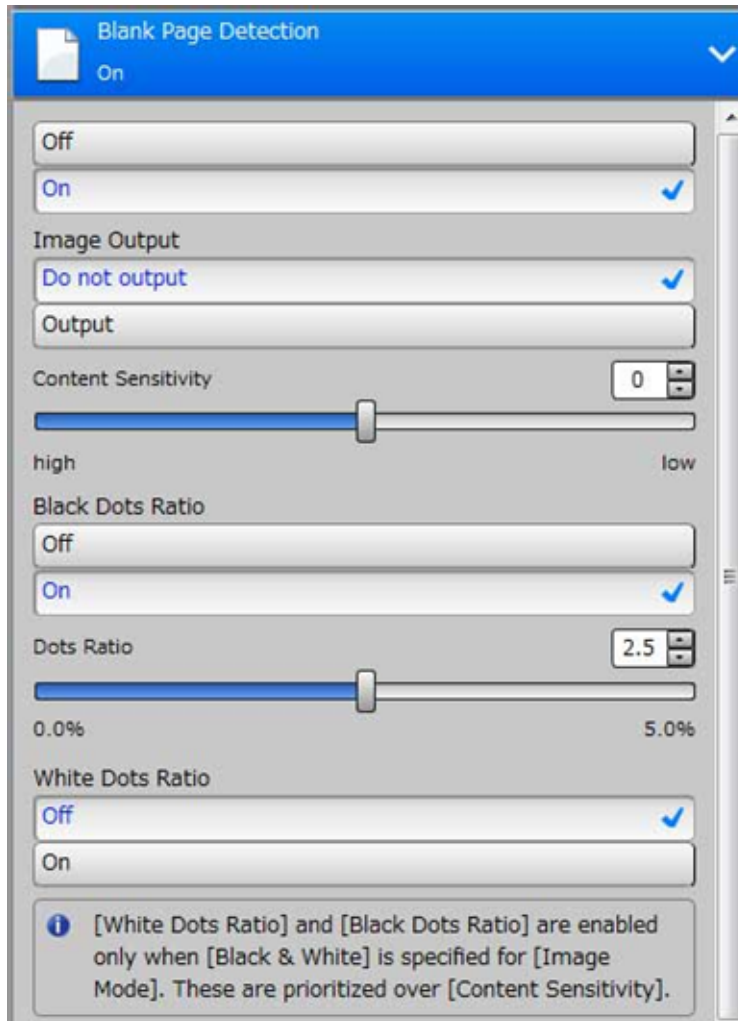 Blank Page Detection
On
Off
On
Image Output
Do not output
Output
Content Sensitivity
0
high
low
Black Dots Ratio
Off
On
Dots Ratio
2.5
0.0%
5.0%
White Dots Ratio
Off
On
[White Dots Ratio] and [Black Dots Ratio] are enabled
only when [Black & White] is specified for [Image
Mode]. These are prioritized over [Content Sensitivity].